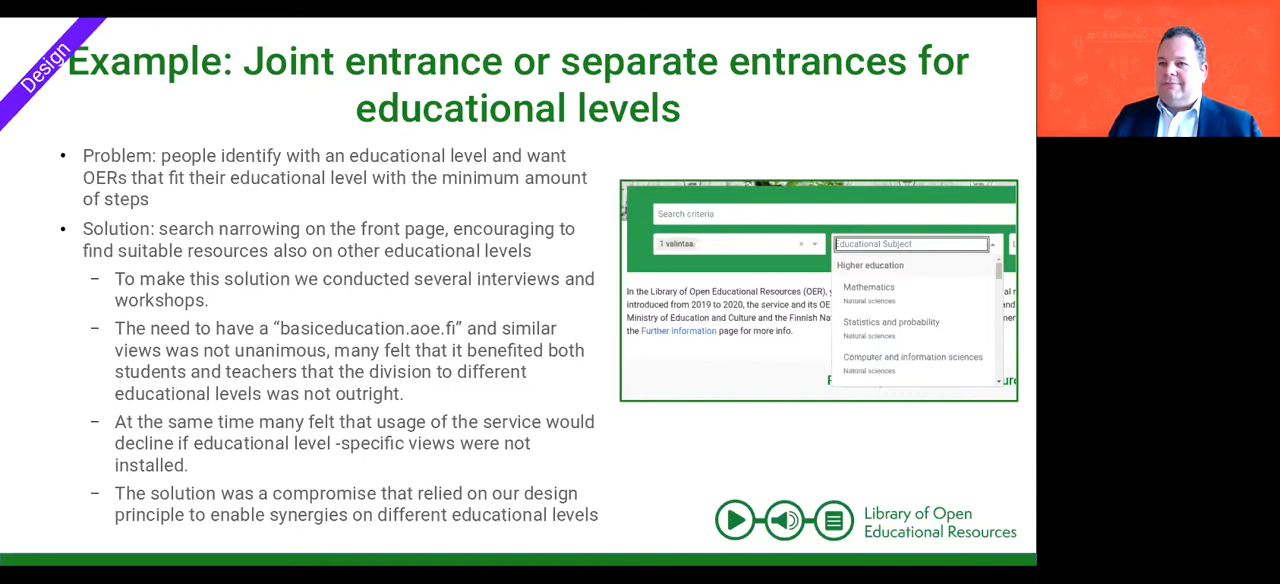 Design
Example: Joint entrance or separate entrances for
educational levels
• Problem: people identify with an educational level and want
OERs that fit their educational level with the minimum amount
of steps
• Solution: search narrowing on the front page, encouraging to
find suitable resources also on other educational levels
− To make this solution we conducted several interviews and
workshops.
− The need to have a “basiceducation.aoe.fi” and similar
views was not unanimous, many felt that it benefited both
students and teachers that the division to different
educational levels was not outright.
− At the same time many felt that usage of the service would
decline if educational level -specific views were not
installed.
− The solution was a compromise that relied on our design
principle to enable synergies on different educational levels
Search criteria
1 valintaa
Educational Subject
Higher education
Mathematics
Natural sciences
Statistics and probability
Natural sciences
Computer and information sciences
Natural sciences
In the Library of Open Educational Resources (OER), y
introduced from 2019 to 2020, the service and its OE
Ministry of Education and Culture and the Finnish Na
the Further information page for more info.
Library of Open
Educational Resources